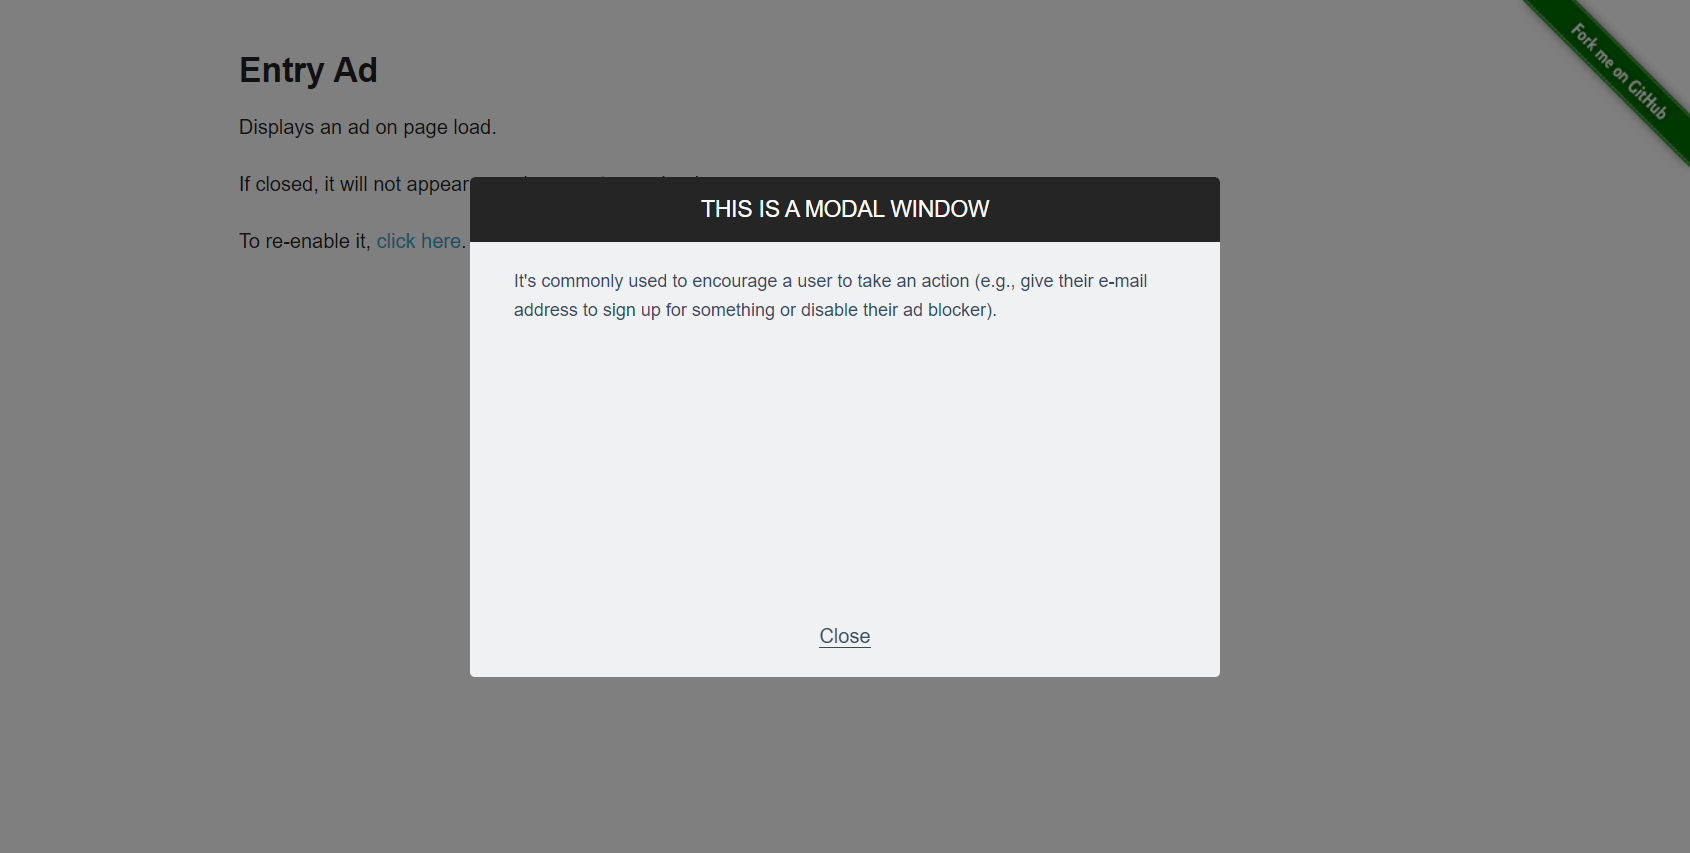 Entry Ad
Displays an ad on page load.
If closed, it will not appear
To re-enable it, click here.
THIS IS A MODAL WINDOW
It's commonly used to encourage a user to take an action (e.g., give their e-mail
address to sign up for something or disable their ad blocker).
Close
Fork me on GitHub